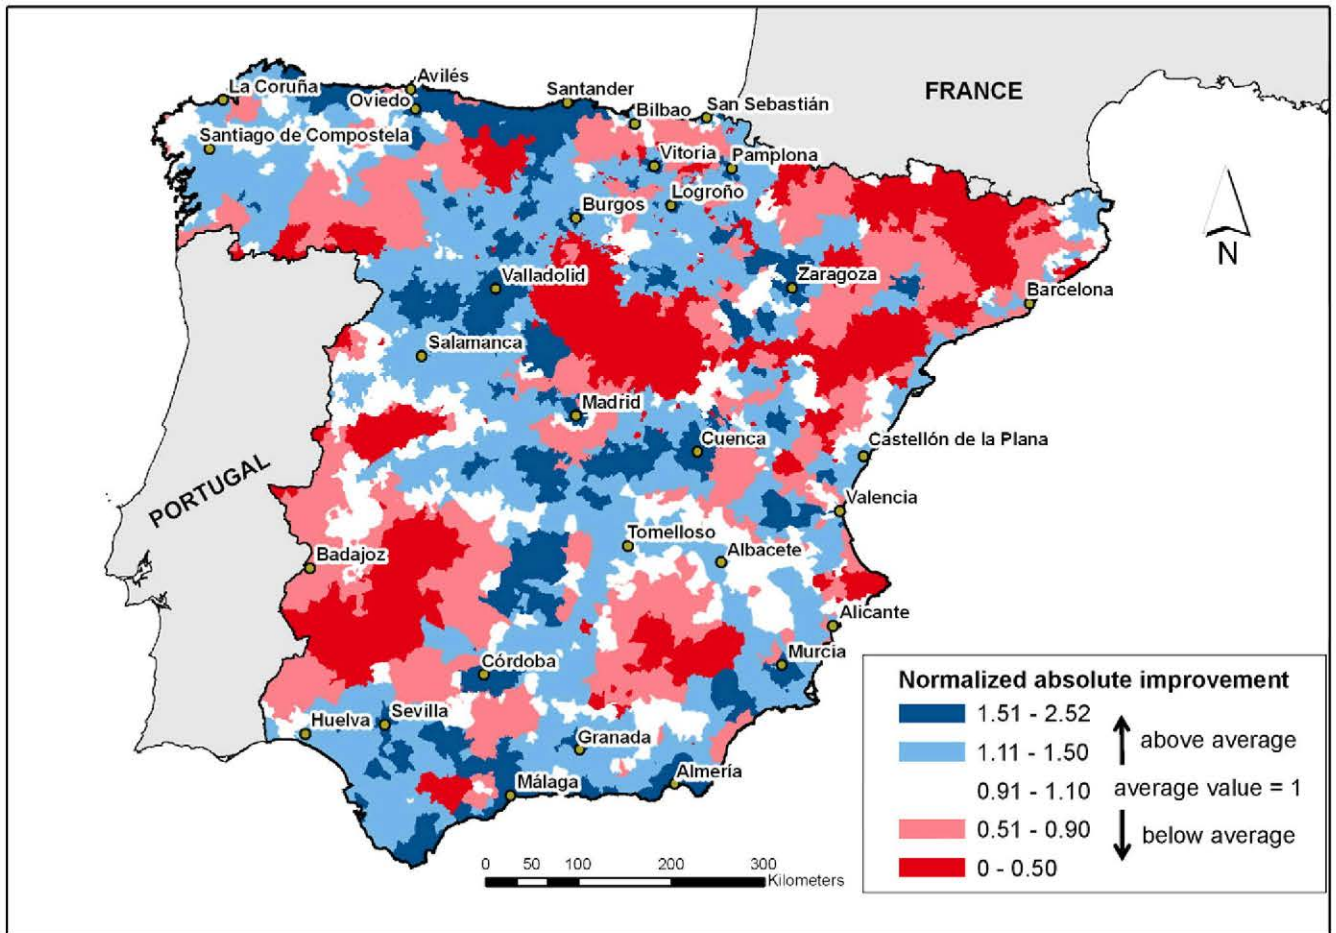 FRANCE
La Coruña
Avilés
Oviedo
Santander
Bilbao
San Sebastián
Santiago de Compostela
Vitoria
Pamplona
Logroño
Burgos
N
Valladolid
Zaragoza
Barcelona
Salamanca
Madrid
Cuenca
Castellón de la Plana
PORTUGAL
Valencia
Tomelloso
Albacete
Badajoz
Alicante
Murcia
Córdoba
Huelva
Sevilla
Granada
Málaga
Almería
Normalized absolute improvement
1.51 - 2.52
1.11 - 1.50
above average
0.91 - 1.10
average value = 1
0.51 - 0.90
below average
0 - 0.50
0 50 100 200 300
Kilometers